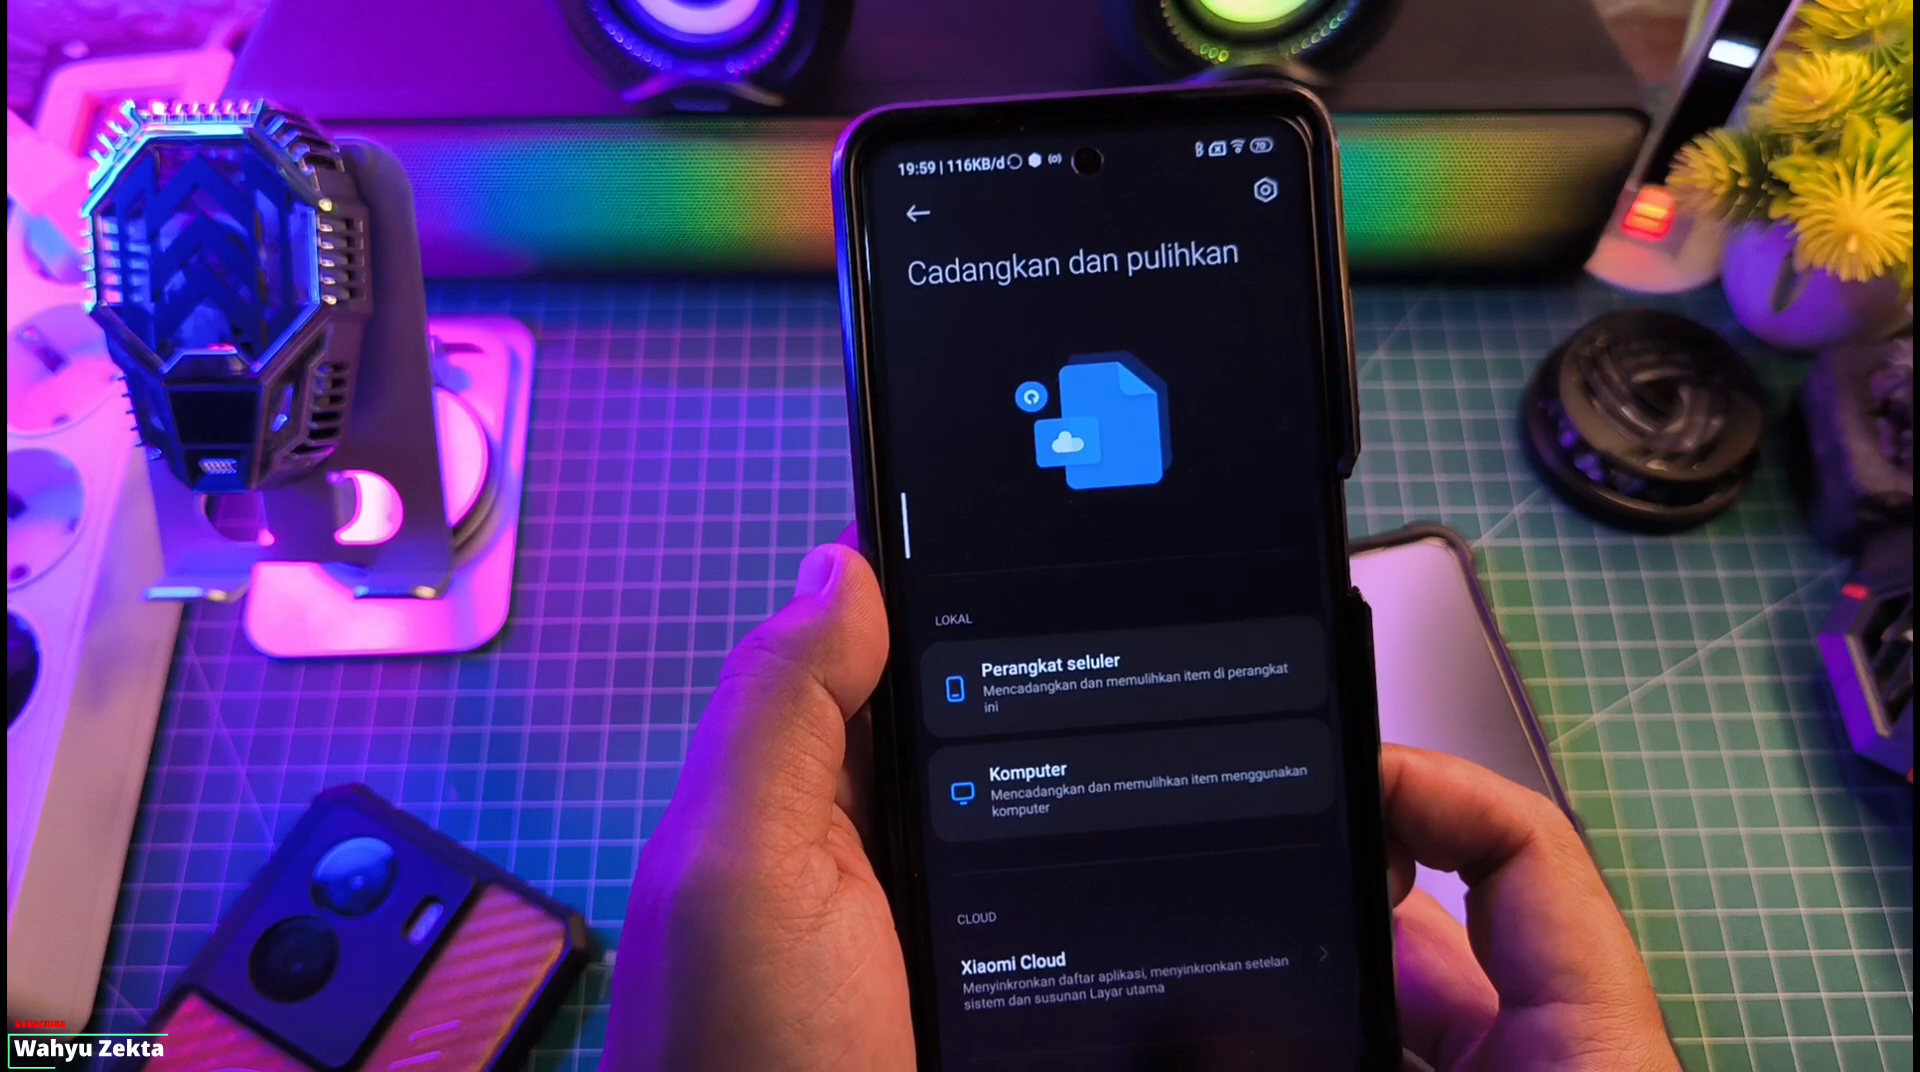 19:59 | 116KB/d
70
Cadangkan dan pulihkan
LOKAL
Perangkat seluler
Mencadangkan dan memulihkan item di perangkat
ini
Komputer
Mencadangkan dan memulihkan item menggunakan
komputer
CLOUD
Xiaomi Cloud
Menyinkronkan daftar aplikasi, menyinkronkan setelan
sistem dan susunan Layar utama
SUBSCRIBE
Wahyu Zekta